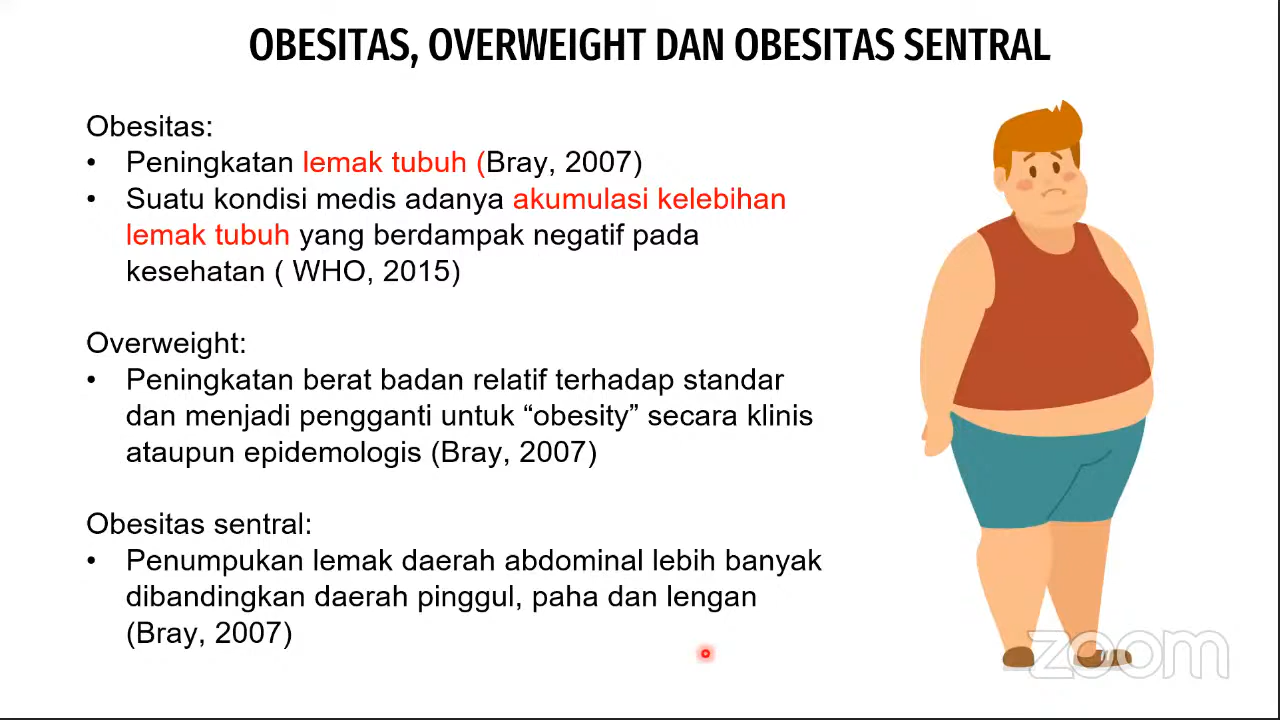 OBESITAS, OVERWEIGHT DAN OBESITAS SENTRAL
Obesitas:
• Peningkatan lemak tubuh (Bray, 2007)
• Suatu kondisi medis adanya akumulasi kelebihan
lemak tubuh yang berdampak negatif pada
kesehatan ( WHO, 2015)
Overweight:
• Peningkatan berat badan relatif terhadap standar
dan menjadi pengganti untuk “obesity” secara klinis
ataupun epidemologis (Bray, 2007)
Obesitas sentral:
• Penumpukan lemak daerah abdominal lebih banyak
dibandingkan daerah pinggul, paha dan lengan
(Bray, 2007)
zoom